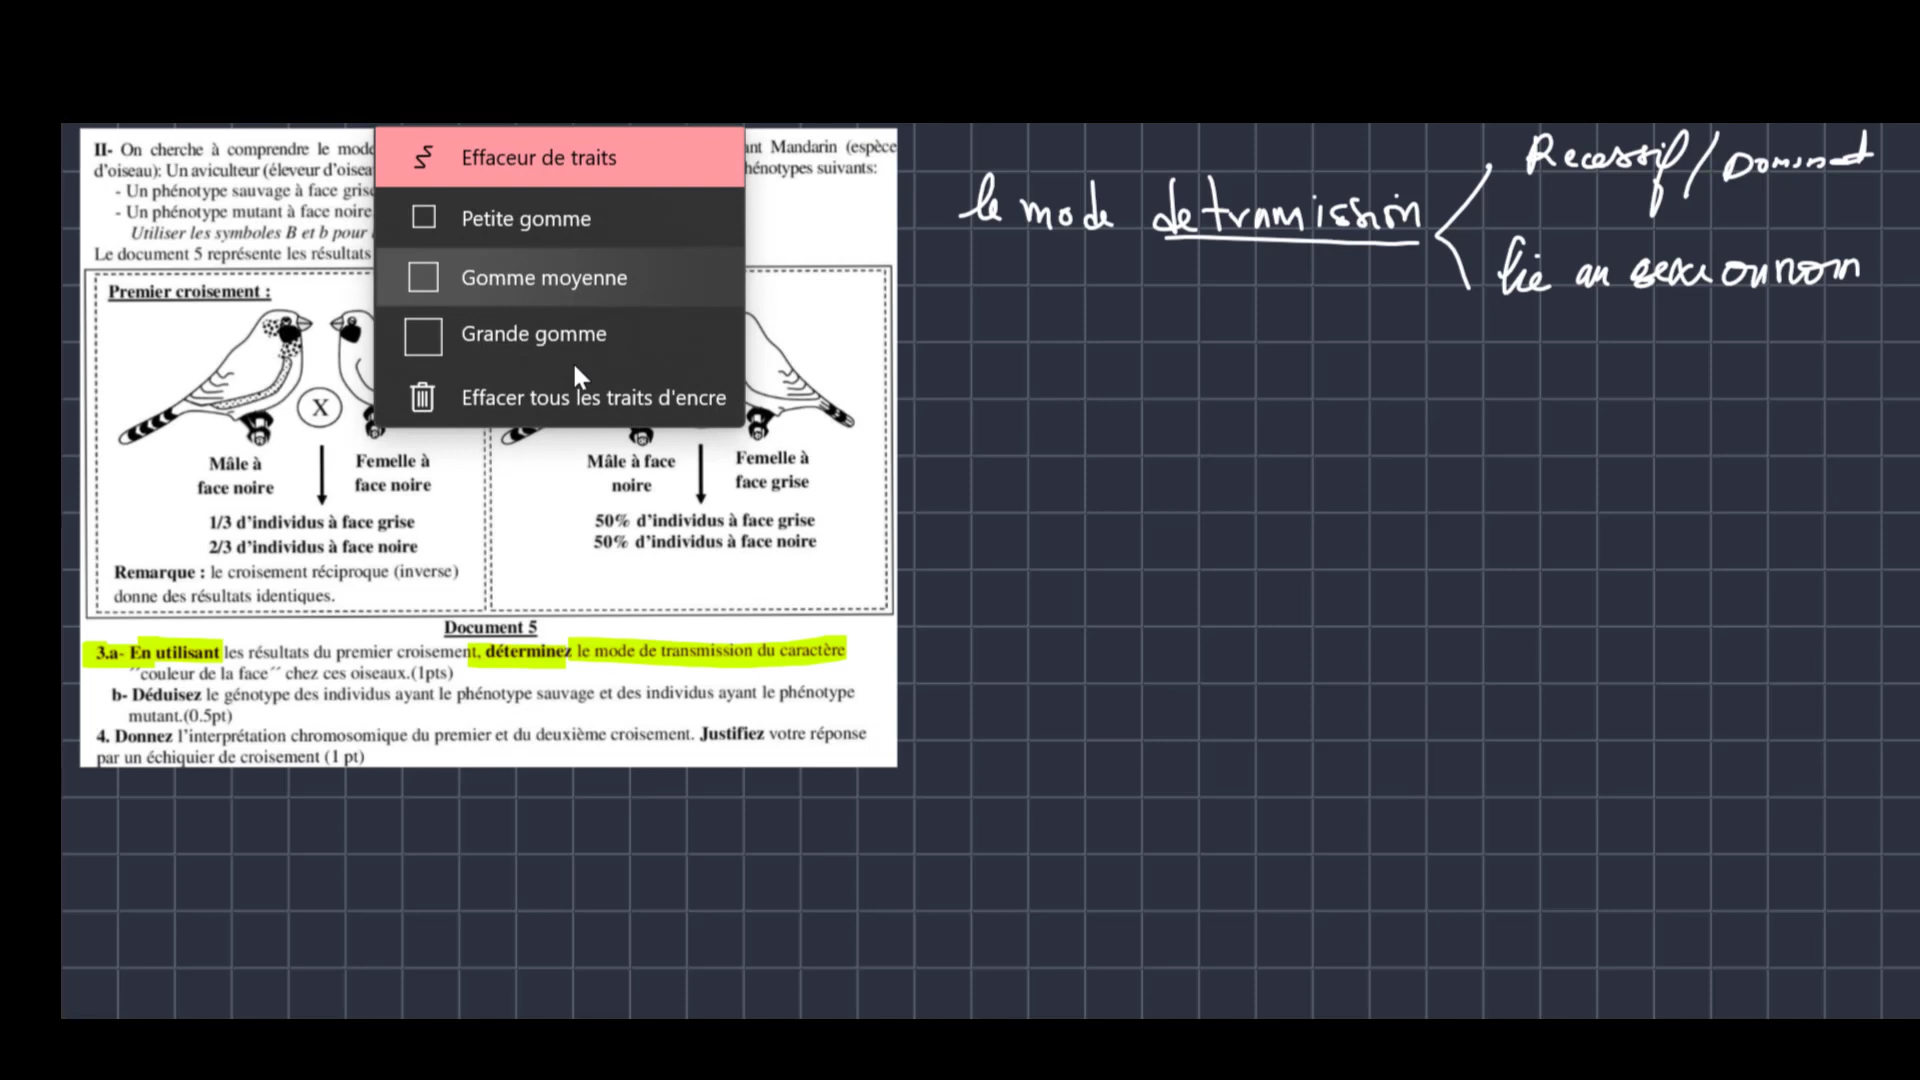 II- On cherche à comprendre le mode
ant Mandarin (espèce
d'oiseau): Un aviculteur (éleveur d'oisea
hénotypes suivants:
- Un phénotype sauvage à face grise
- Un phénotype mutant à face noire
Utiliser les symboles B et b pour
Le document 5 représente les résultats
Effaceur de traits
Petite gomme
Gomme moyenne
Grande gomme
Effacer tous les traits d'encre
Premier croisement :
X
Mâle à
face noire
Femelle à
face noire
1/3 d'individus à face grise
2/3 d'individus à face noire
Remarque : le croisement réciproque (inverse)
donne des résultats identiques.
Mâle à face
noire
Femelle à
face grise
50% d'individus à face grise
50% d'individus à face noire
Document 5
3.a- En utilisant les résultats du premier croisement, déterminez le mode de transmission du caractère
´´couleur de la face´´ chez ces oiseaux.(1pts)
b- Déduisez le génotype des individus ayant le phénotype sauvage et des individus ayant le phénotype
mutant.(0.5pt)
4. Donnez l'interprétation chromosomique du premier et du deuxième croisement. Justifiez votre réponse
par un échiquier de croisement (1 pt)
le mode de
Recessif / Dominat
lie au sexe ou nom